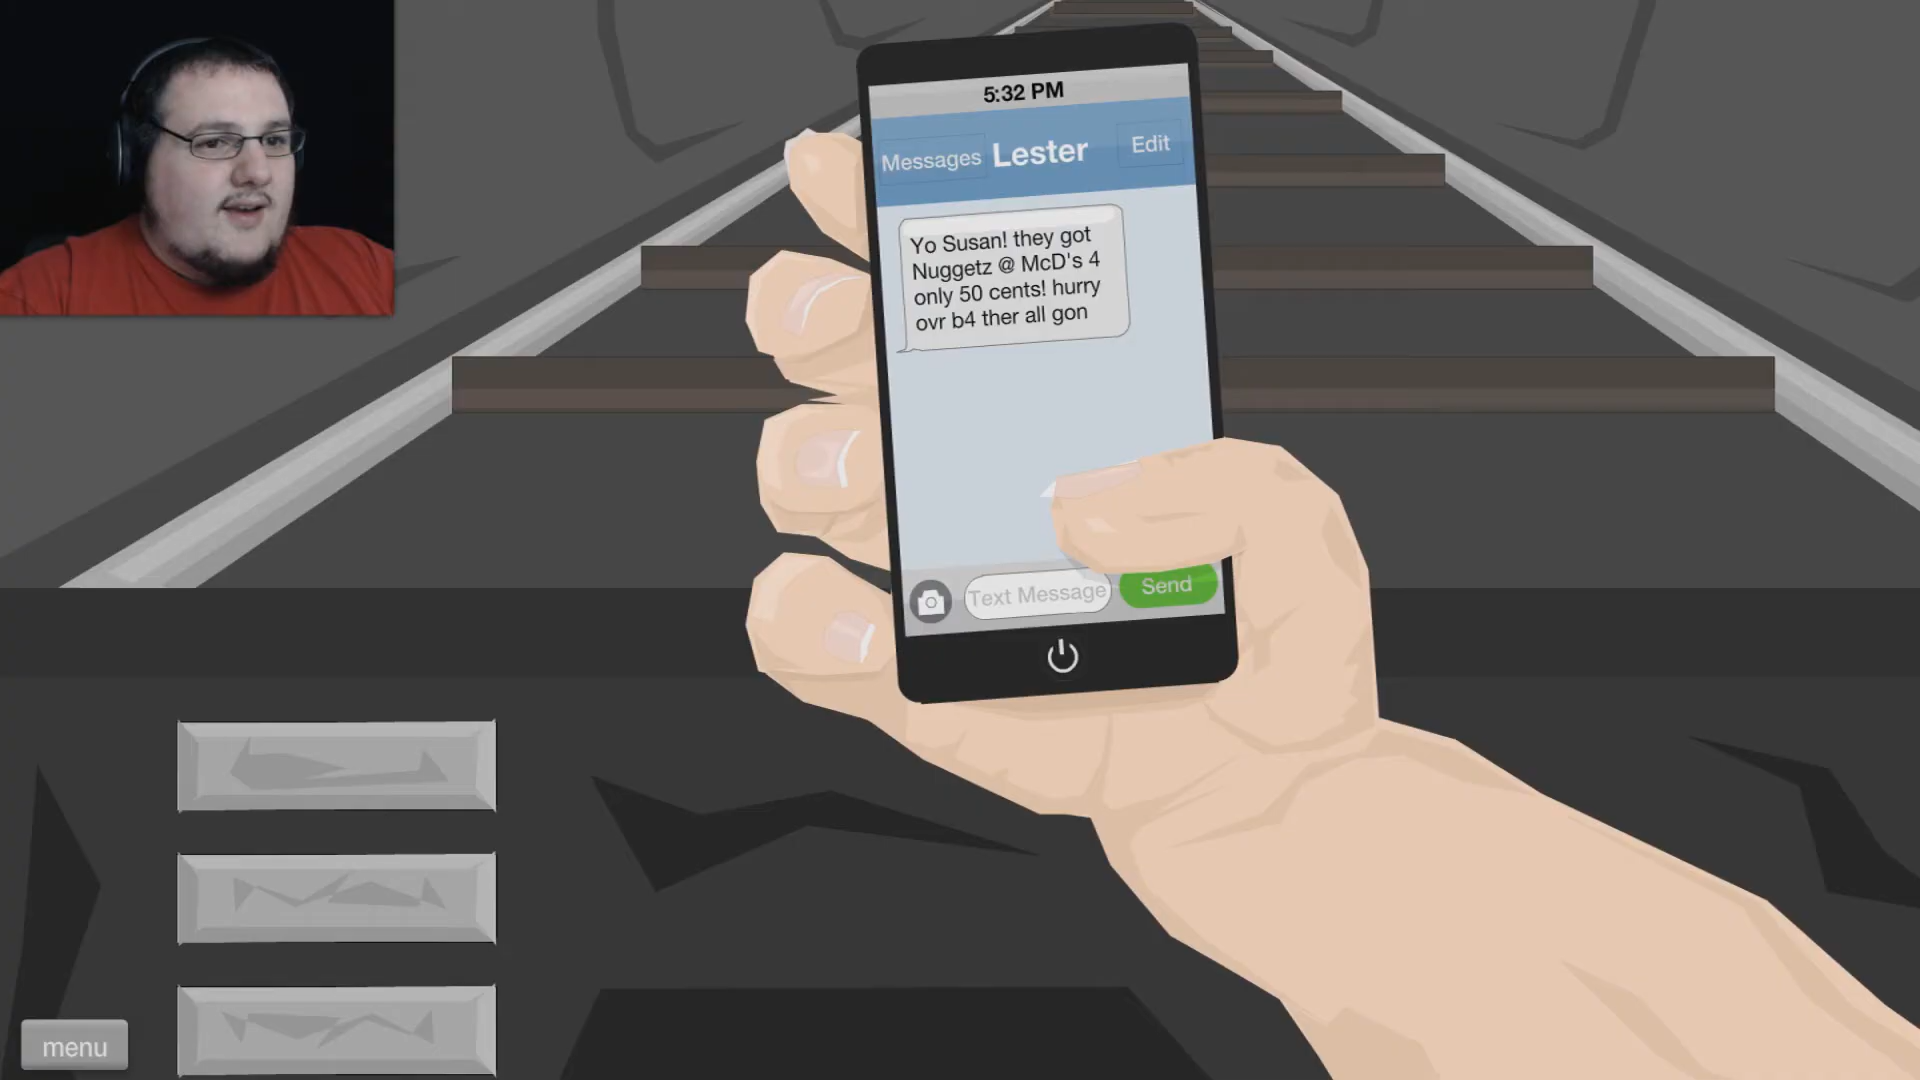 5:32 PM
Messages
Lester
Edit
Yo Susan! they got
Nuggetz @ McD's 4
only 50 cents! hurry
ovr b4 ther all gon
Text Message
Send
menu